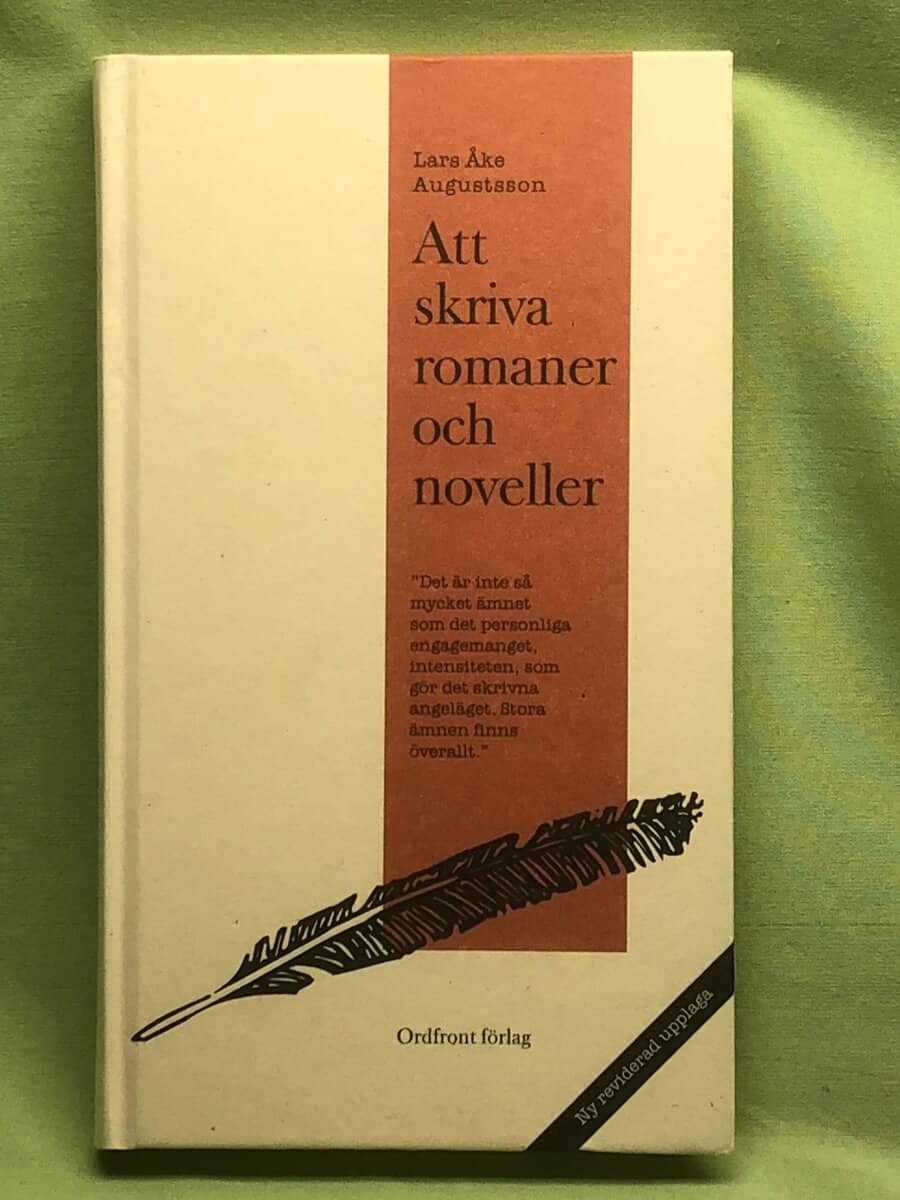 Lars Åke
Augustsson
Att
skriva
romaner
och
noveller
"Det är inte så
mycket ämnet
som det personliga
engagemanget,
intensiteten, som
gör det skrivna
angeläget. Stora
ämnen finns
överallt."
Ordfront förlag
Ny reviderad upplaga